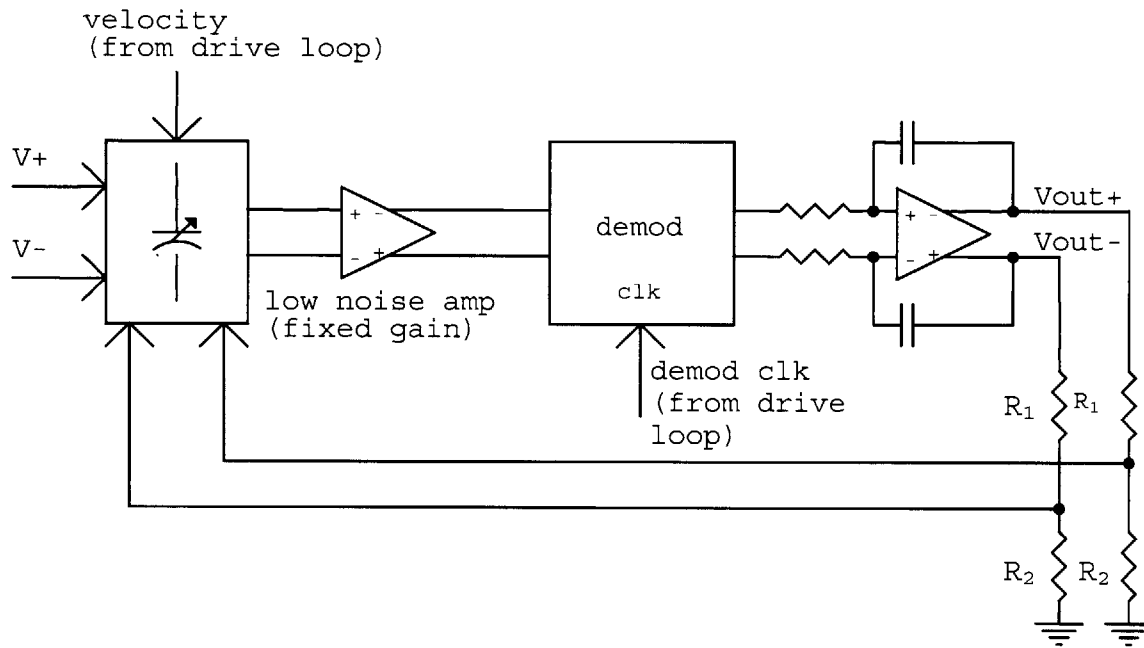 velocity
(from drive loop)
V+
V-
+ -
- +
low noise amp
(fixed gain)
demod
clk
demod clk
(from drive
loop)
+ -
- +
Vout+
Vout-
R₁ R₁
R₂ R₂